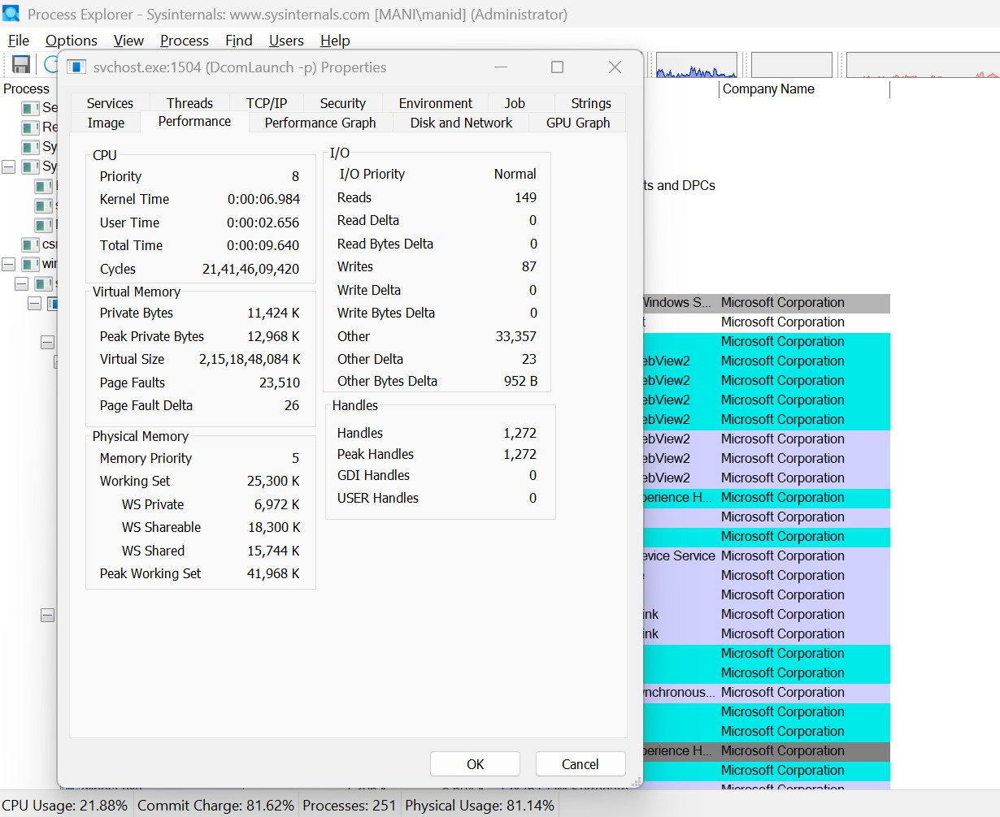 Process Explorer - Sysinternals: www.sysinternals.com [MANI\manid] (Administrator)
File Options View Process Find Users Help
svchost.exe:1504 (DcomLaunch -p) Properties
Process
Company Name
Services Threads TCP/IP Security Environment Job Strings
Image Performance Performance Graph Disk and Network GPU Graph
CPU
Priority 8
Kernel Time 0:00:06.984
User Time 0:00:02.656
Total Time 0:00:09.640
Cycles 21,41,46,09,420
Virtual Memory
Private Bytes 11,424 K
Peak Private Bytes 12,968 K
Virtual Size 2,15,18,48,084 K
Page Faults 23,510
Page Fault Delta 26
Physical Memory
Memory Priority 5
Working Set 25,300 K
WS Private 6,972 K
WS Shareable 18,300 K
WS Shared 15,744 K
Peak Working Set 41,968 K
I/O
I/O Priority Normal
Reads 149
Read Delta 0
Read Bytes Delta 0
Writes 87
Write Delta 0
Write Bytes Delta 0
Other 33,357
Other Delta 23
Other Bytes Delta 952 B
Handles
Handles 1,272
Peak Handles 1,272
GDI Handles 0
USER Handles 0
OK Cancel
Se
Re
Sy
Sy
csr
wir
ts and DPCs
Windows S... Microsoft Corporation
t Microsoft Corporation
Microsoft Corporation
ebView2 Microsoft Corporation
ebView2 Microsoft Corporation
ebView2 Microsoft Corporation
ebView2 Microsoft Corporation
ebView2 Microsoft Corporation
ebView2 Microsoft Corporation
ebView2 Microsoft Corporation
perience H... Microsoft Corporation
Microsoft Corporation
Microsoft Corporation
evice Service Microsoft Corporation
Microsoft Corporation
Microsoft Corporation
ink Microsoft Corporation
ink Microsoft Corporation
Microsoft Corporation
Microsoft Corporation
ynchronous... Microsoft Corporation
Microsoft Corporation
Microsoft Corporation
perience H... Microsoft Corporation
Microsoft Corporation
CPU Usage: 21.88% Commit Charge: 81.62% Processes: 251 Physical Usage: 81.14%